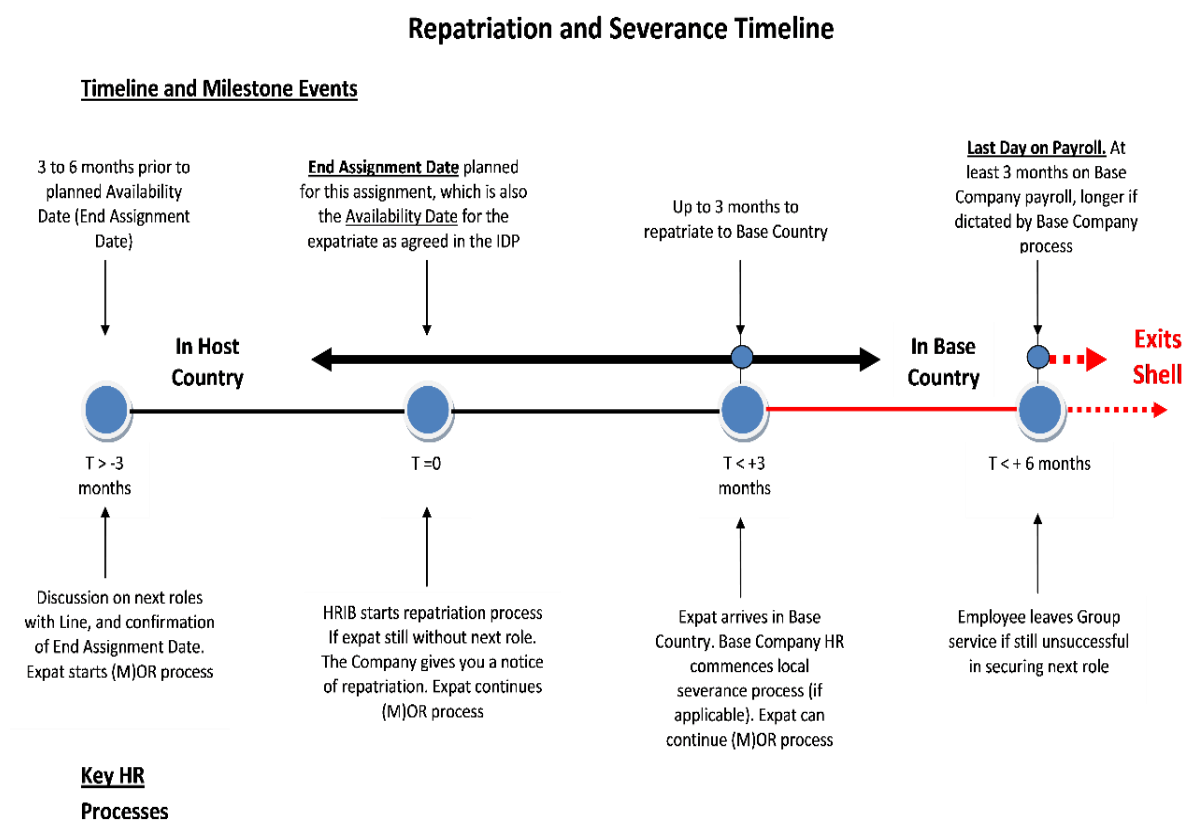 Repatriation and Severance Timeline
Timeline and Milestone Events
3 to 6 months prior to
planned Availability
Date (End Assignment
Date)
End Assignment Date planned
for this assignment, which is also
the Availability Date for the
expatriate as agreed in the IDP
Up to 3 months to
repatriate to Base Country
Last Day on Payroll. At
least 3 months on Base
Company payroll, longer if
dictated by Base Company
process
In Host
Country
In Base
Country
Exits
Shell
T > -3
months
T =0
T < +3
months
T < + 6 months
Discussion on next roles
with Line, and confirmation
of End Assignment Date.
Expat starts (M)OR process
HRIB starts repatriation process
If expat still without next role.
The Company gives you a notice
of repatriation. Expat continues
(M)OR process
Expat arrives in Base
Country. Base Company HR
commences local
severance process (if
applicable). Expat can
continue (M)OR process
Employee leaves Group
service if still unsuccessful
in securing next role
Key HR
Processes